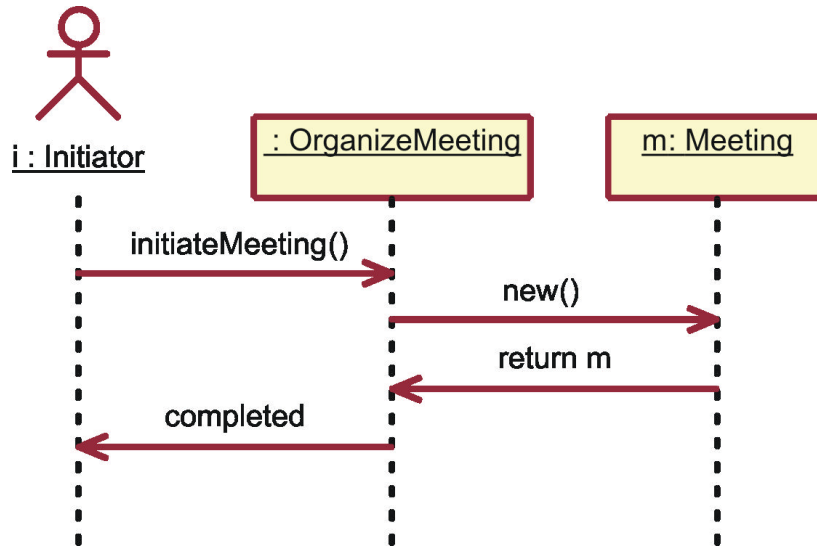 i : Initiator
: OrganizeMeeting
m: Meeting
initiateMeeting()
new()
return m
completed